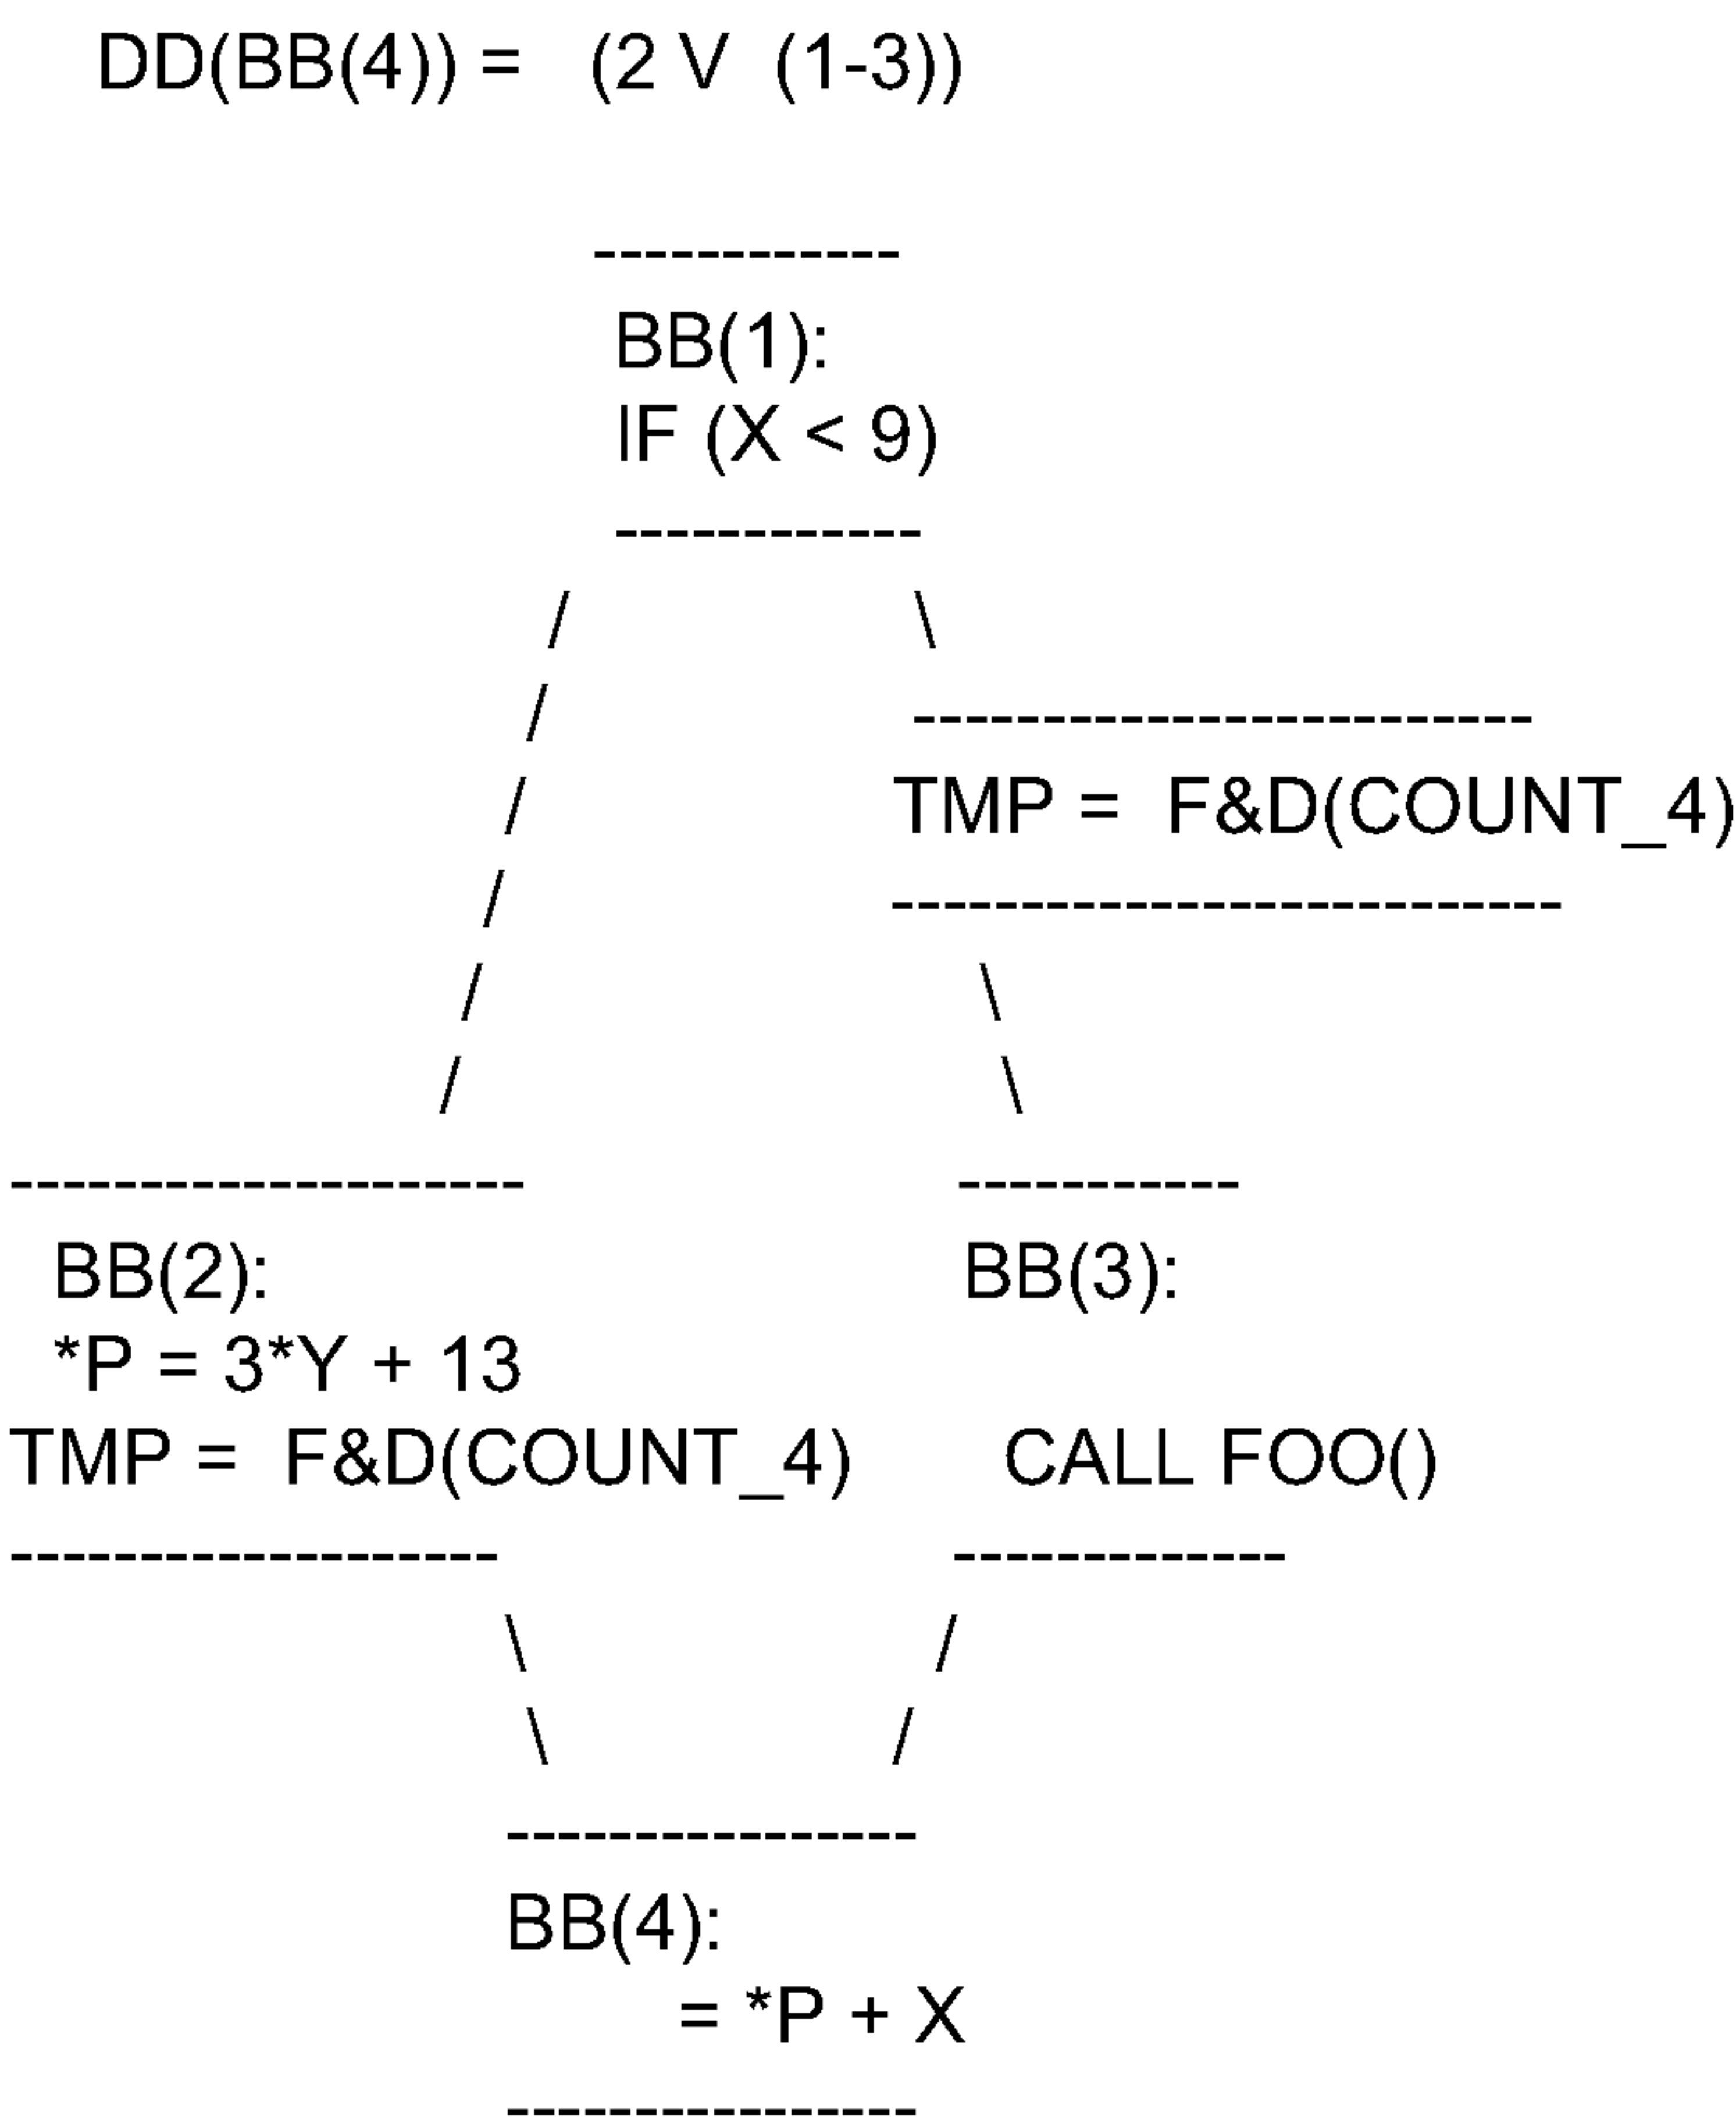 DD(BB(4)) = (2 V (1-3))
------------
BB(1):
IF (X < 9)
------------
/ \
/
------------------------
/ TMP = F&D(COUNT_4)
/
--------------------------
/ \
/ \
-------------------- -----------
BB(2): BB(3):
*P = 3*Y + 13
TMP = F&D(COUNT_4) CALL FOO()
------------------- -------------
\ /
\ /
----------------
BB(4):
= *P + X
----------------